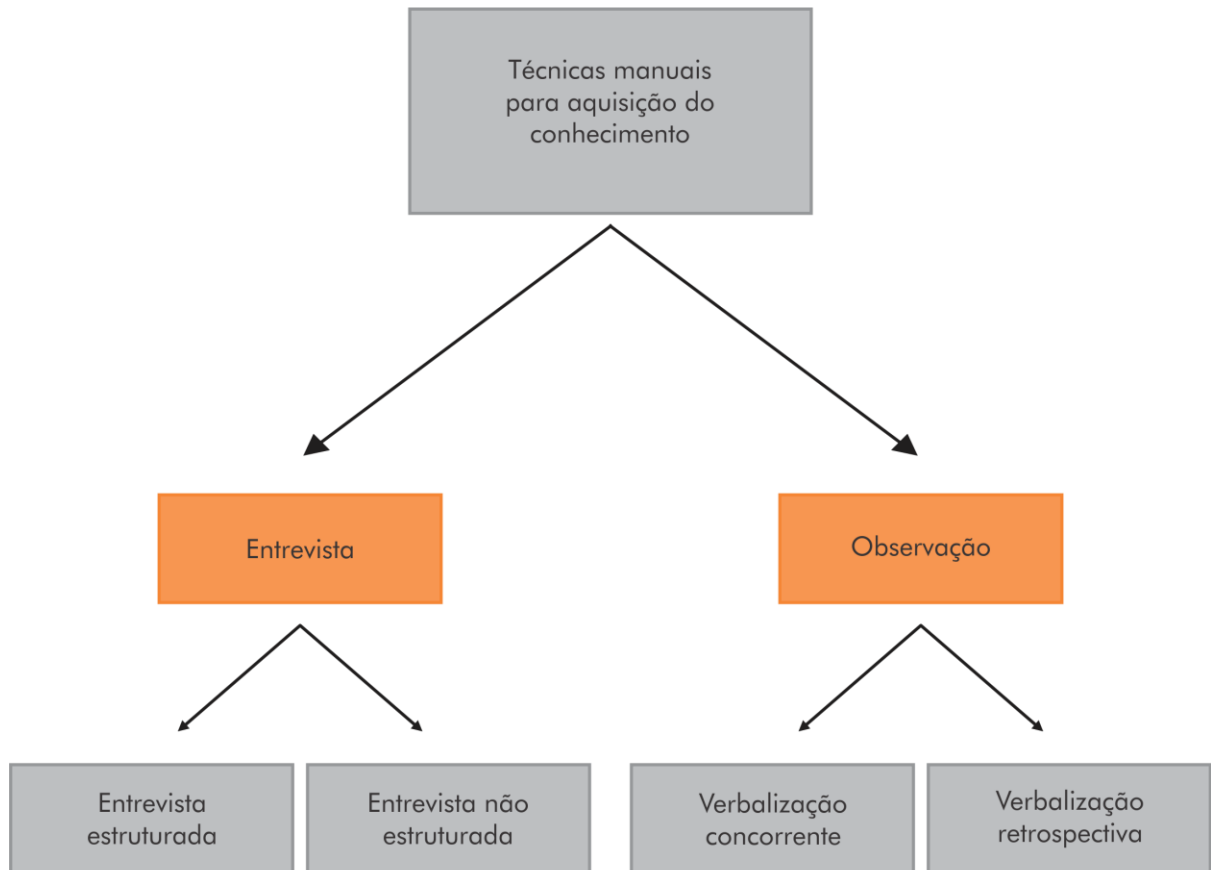 Técnicas manuais
para aquisição do
conhecimento
Entrevista
Observação
Entrevista
estruturada
Entrevista não
estruturada
Verbalização
concorrente
Verbalização
retrospectiva